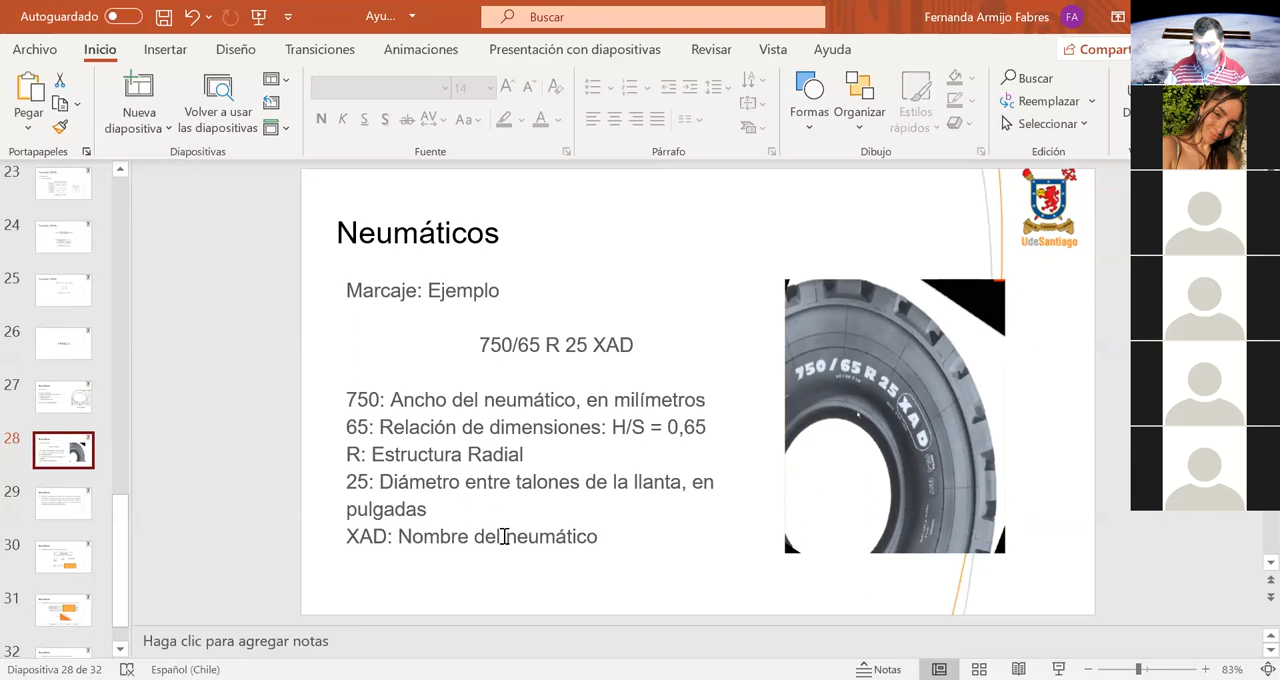 Autoguardado
Ayu...
Buscar
Fernanda Armijo Fabres
FA
Archivo
Inicio
Insertar
Diseño
Transiciones
Animaciones
Presentación con diapositivas
Revisar
Vista
Ayuda
Compart
Pegar
Nueva
diapositiva
Volver a usar
las diapositivas
14
N
K
S
S
ab
AV
Aa
A
Formas
Organizar
Estilos
rápidos
Buscar
Reemplazar
Seleccionar
D
Portapapeles
Diapositivas
Fuente
Párrafo
Dibujo
Edición
23
24
25
26
27
28
29
30
31
32
Neumáticos
UdeSantiago
Marcaje: Ejemplo
750/65 R 25 XAD
750: Ancho del neumático, en milímetros
65: Relación de dimensiones: H/S = 0,65
R: Estructura Radial
25: Diámetro entre talones de la llanta, en
pulgadas
XAD: Nombre del neumático
750/65 R 25 XAD
Haga clic para agregar notas
Diapositiva 28 de 32
Español (Chile)
Notas
83%